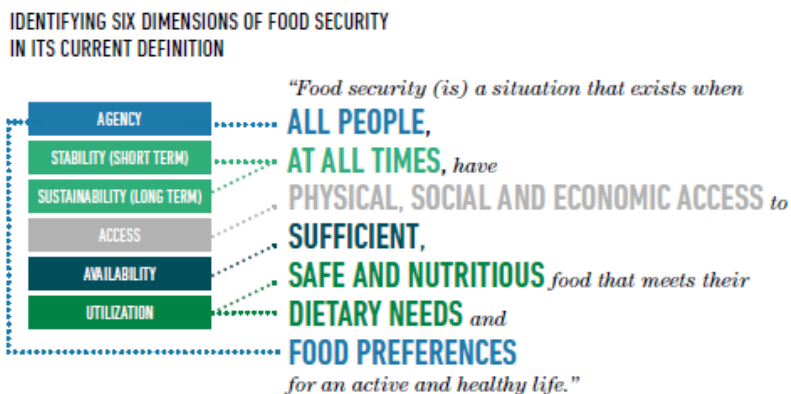 IDENTIFYING SIX DIMENSIONS OF FOOD SECURITY
IN ITS CURRENT DEFINITION
AGENCY
STABILITY (SHORT TERM)
SUSTAINABILITY (LONG TERM)
ACCESS
AVAILABILITY
UTILIZATION
“Food security (is) a situation that exists when
ALL PEOPLE,
AT ALL TIMES, have
PHYSICAL, SOCIAL AND ECONOMIC ACCESS to
SUFFICIENT,
SAFE AND NUTRITIOUS food that meets their
DIETARY NEEDS and
FOOD PREFERENCES
for an active and healthy life.”